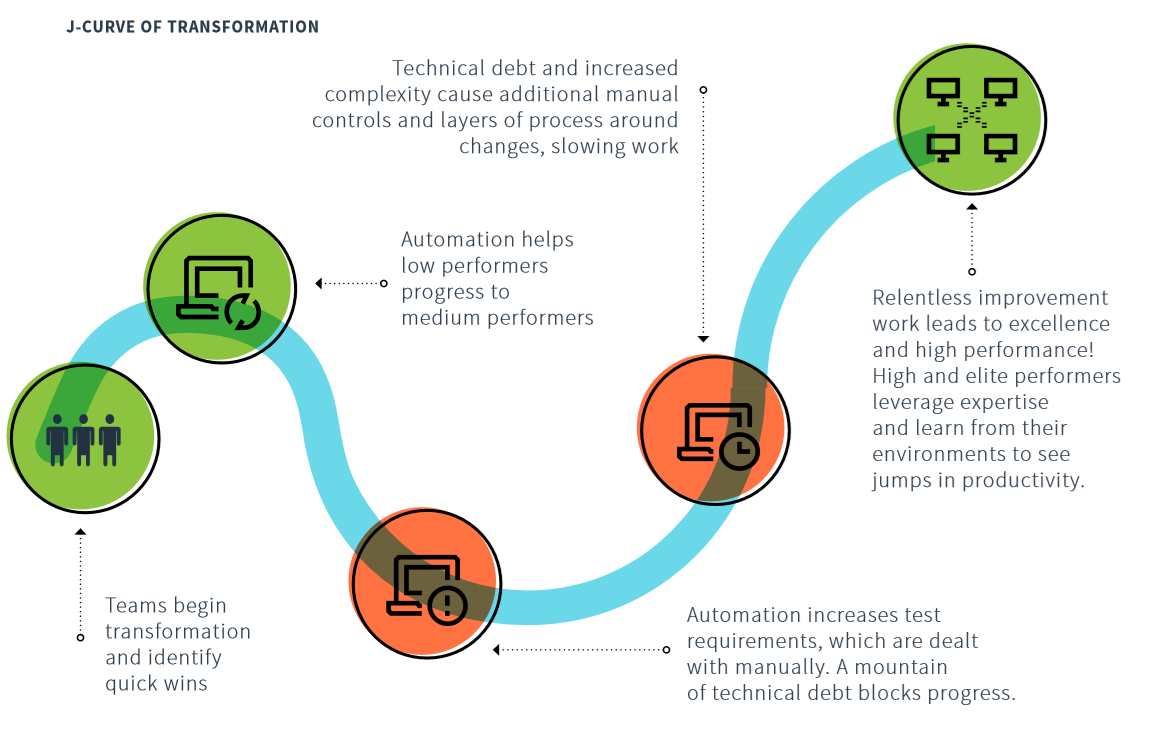 J-CURVE OF TRANSFORMATION
Technical debt and increased
complexity cause additional manual
controls and layers of process around
changes, slowing work
Automation helps
low performers
progress to
medium performers
Relentless improvement
work leads to excellence
and high performance!
High and elite performers
leverage expertise
and learn from their
environments to see
jumps in productivity.
Teams begin
transformation
and identify
quick wins
Automation increases test
requirements, which are dealt
with manually. A mountain
of technical debt blocks progress.